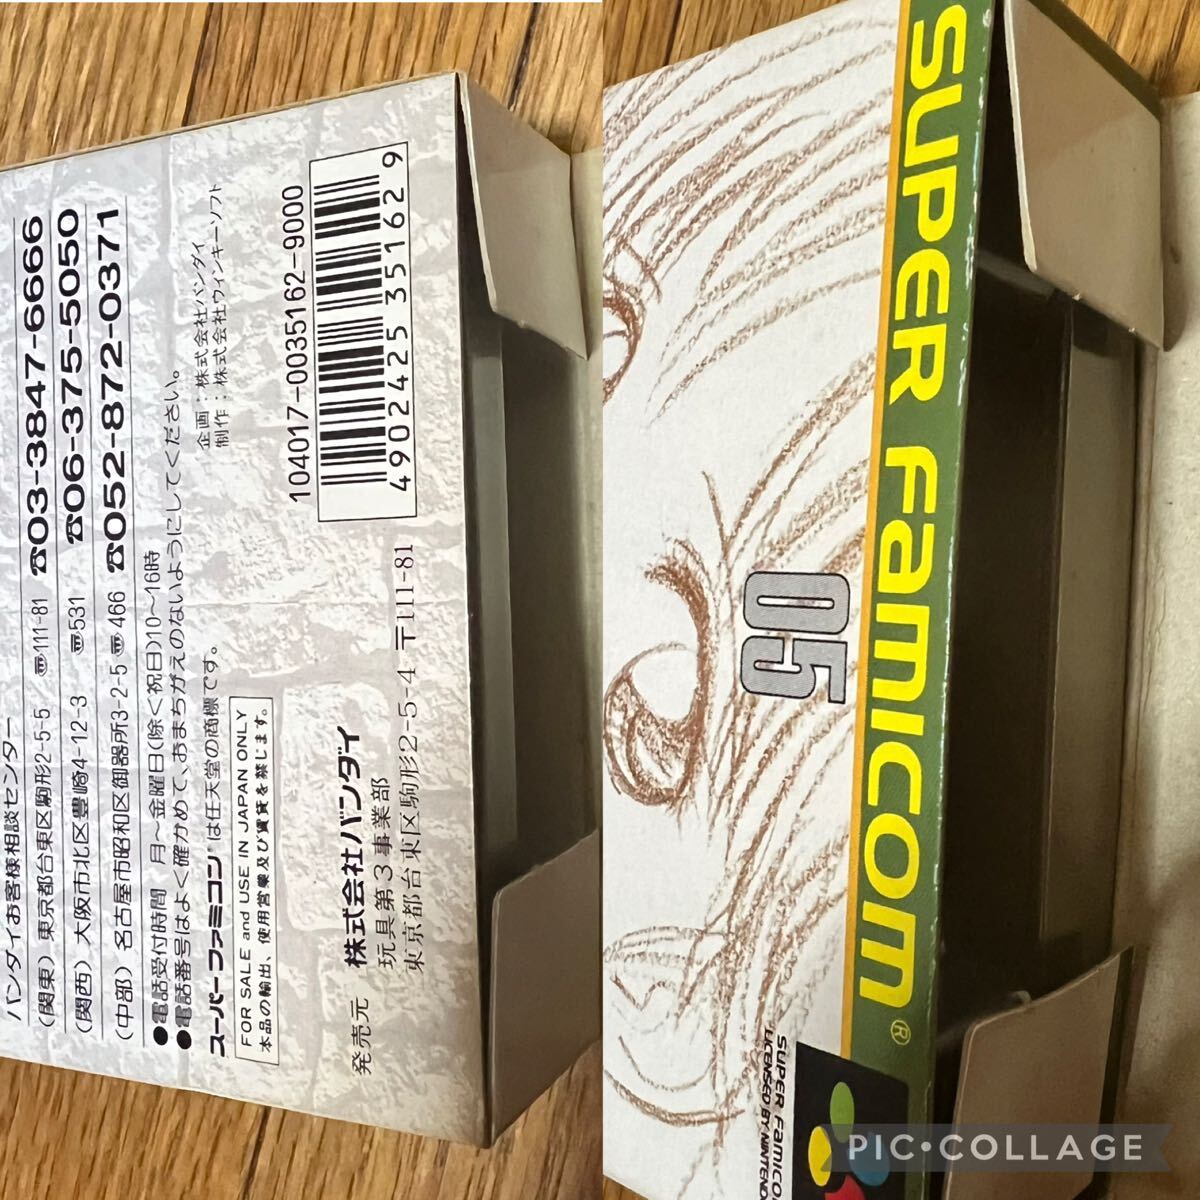 バンダイお客様相談センター
(関東) 東京都台東区駒形2-5-5 〠111-81 ☎03-3847-6666
(関西) 大阪市北区豊崎4-12-3 〠531 ☎06-375-5050
(中部) 名古屋市昭和区御器所3-2-5 〠466 ☎052-872-0371
●電話受付時間 月〜金曜日(除く祝日)10〜16時
●電話番号はよく確かめて、おまちがえのないようにしてください。
スーパーファミコン®は任天堂の商標です。
企画:株式会社バンダイ
制作:株式会社ウィンキーソフト
FOR SALE and USE IN JAPAN ONLY
本品の輸出、使用営業及び賃貸を禁じます。
104017-0035162-9000
4902425351629
発売元 株式会社バンダイ
玩具第3事業部
東京都台東区駒形2-5-4 〒111-81
SUPER FAMICOM®
05
SUPER FAMICO
LICENSED BY NINTENDO
PIC•COLLAGE